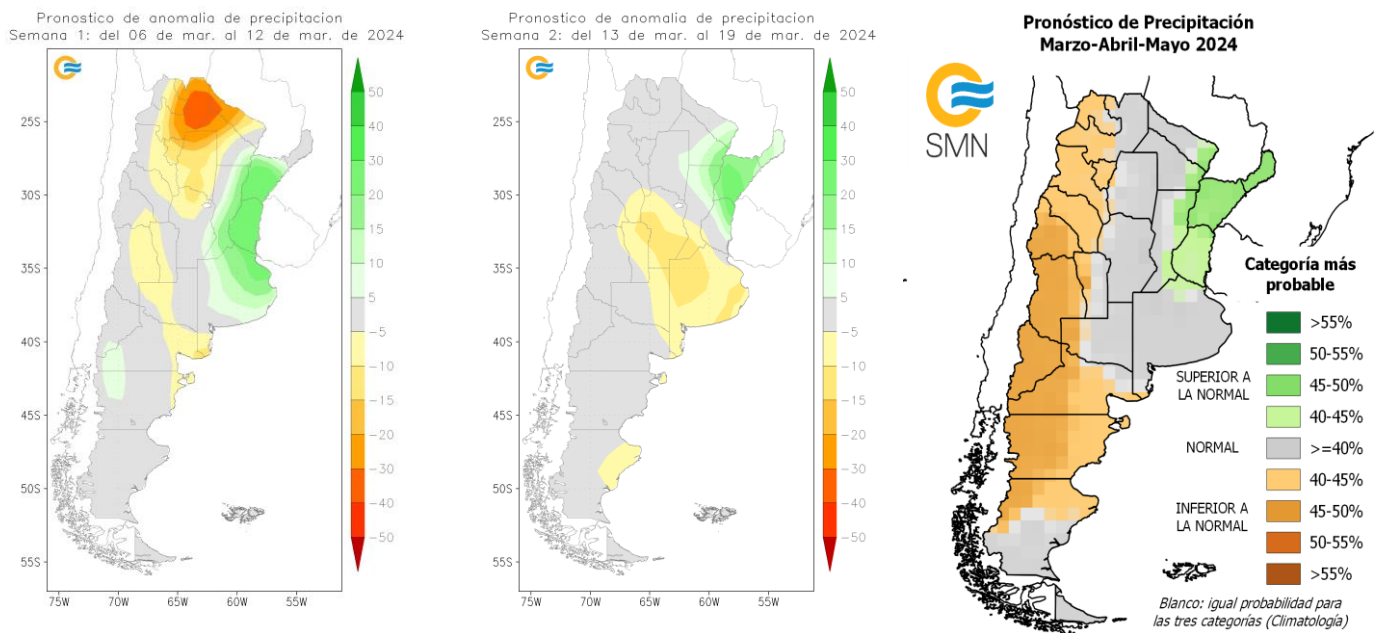 Pronostico de anomalia de precipitacion
Semana 1: del 06 de mar. al 12 de mar. de 2024
25S
30S
35S
40S
45S
50S
55S
75W
70W
65W
60W
55W
50
40
30
20
15
10
5
-5
-10
-15
-20
-30
-40
-50
Pronostico de anomalia de precipitacion
Semana 2: del 13 de mar. al 19 de mar. de 2024
25S
30S
35S
40S
45S
50S
55S
75W
70W
65W
60W
55W
50
40
30
20
15
10
5
-5
-10
-15
-20
-30
-40
-50
Pronóstico de Precipitación
Marzo-Abril-Mayo 2024
SMN
Categoría más
probable
>55%
50-55%
SUPERIOR A
LA NORMAL
45-50%
40-45%
NORMAL
>=40%
40-45%
INFERIOR A
LA NORMAL
45-50%
50-55%
>55%
Blanco: igual probabilidad para
las tres categorías (Climatología)